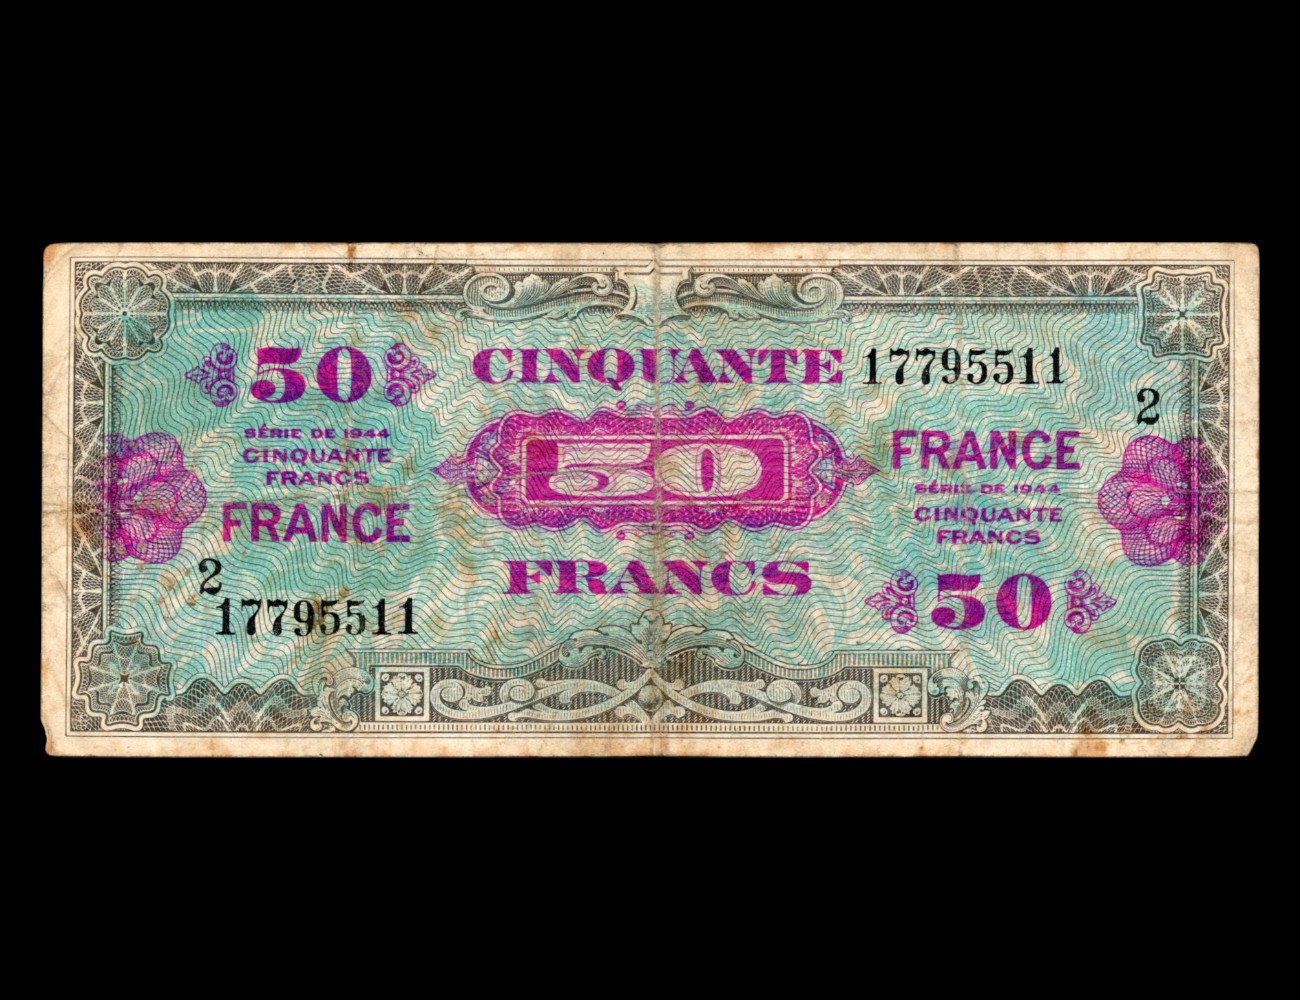 50
CINQUANTE
17795511
2
SÉRIE DE 1944
CINQUANTE
FRANCS
FRANCE
50
FRANCE
SÉRIE DE 1944
CINQUANTE
FRANCS
2
17795511
FRANCS
50